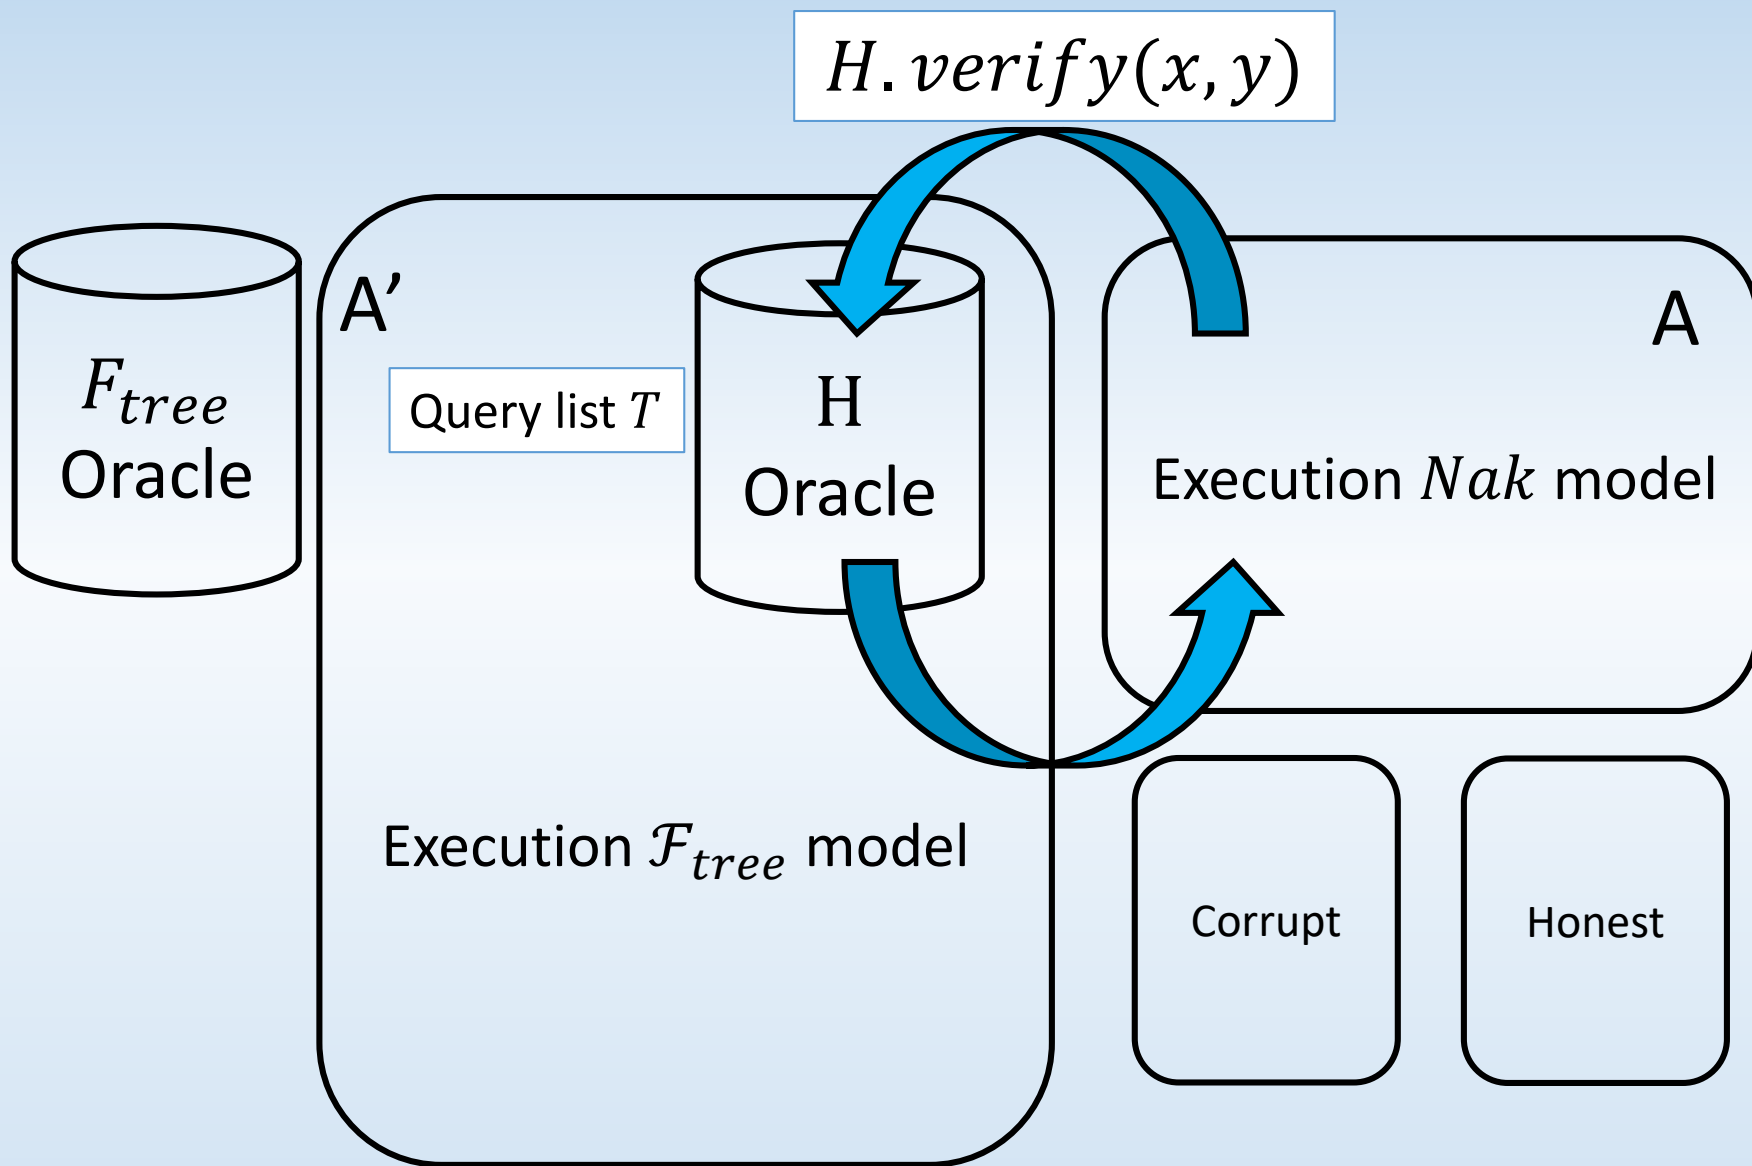 H.verify(x,y)
A’
A
F_tree
Oracle
Query list T
H
Oracle
Execution Nak model
Execution ℱ_tree model
Corrupt
Honest